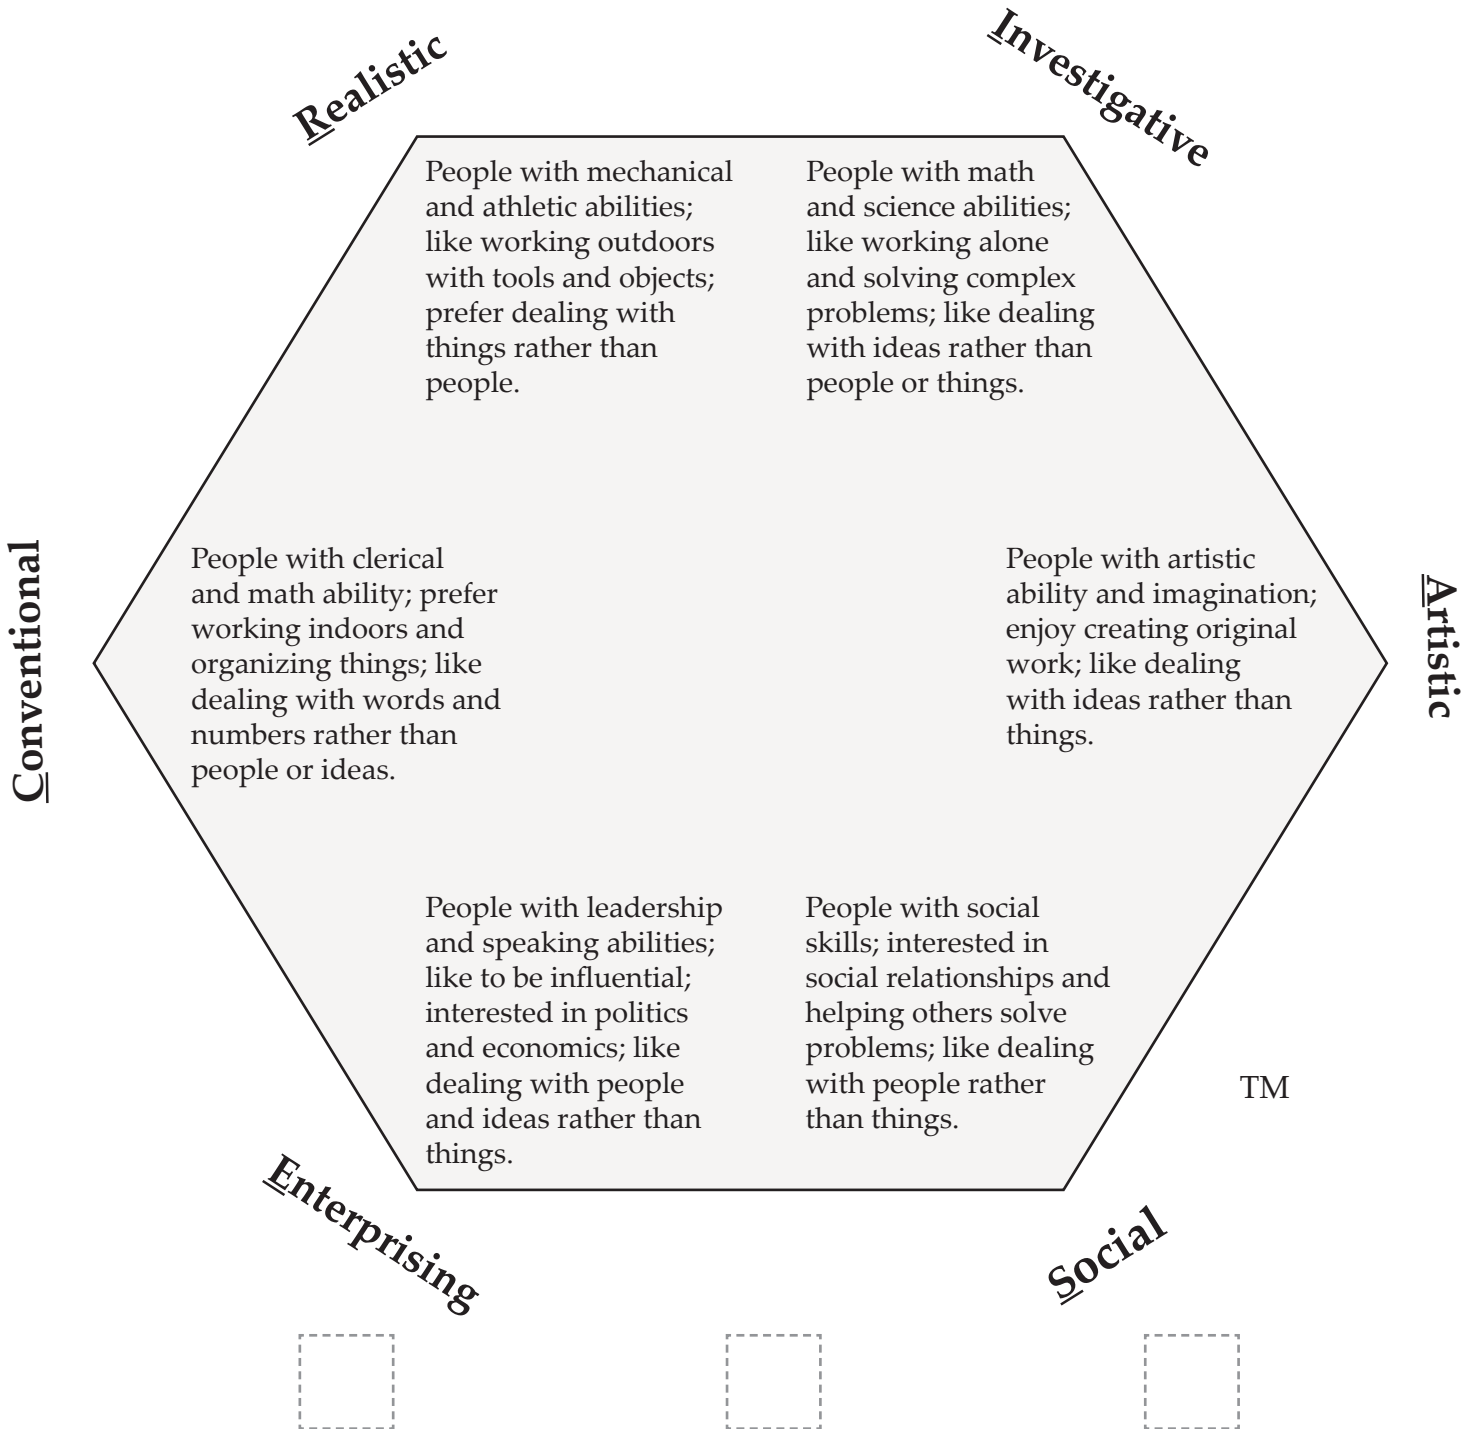 Realistic
Investigative
People with mechanical
and athletic abilities;
like working outdoors
with tools and objects;
prefer dealing with
things rather than
people.
People with math
and science abilities;
like working alone
and solving complex
problems; like dealing
with ideas rather than
people or things.
Conventional
People with clerical
and math ability; prefer
working indoors and
organizing things; like
dealing with words and
numbers rather than
people or ideas.
People with artistic
ability and imagination;
enjoy creating original
work; like dealing
with ideas rather than
things.
Artistic
People with leadership
and speaking abilities;
like to be influential;
interested in politics
and economics; like
dealing with people
and ideas rather than
things.
People with social
skills; interested in
social relationships and
helping others solve
problems; like dealing
with people rather
than things.
TM
Enterprising
Social